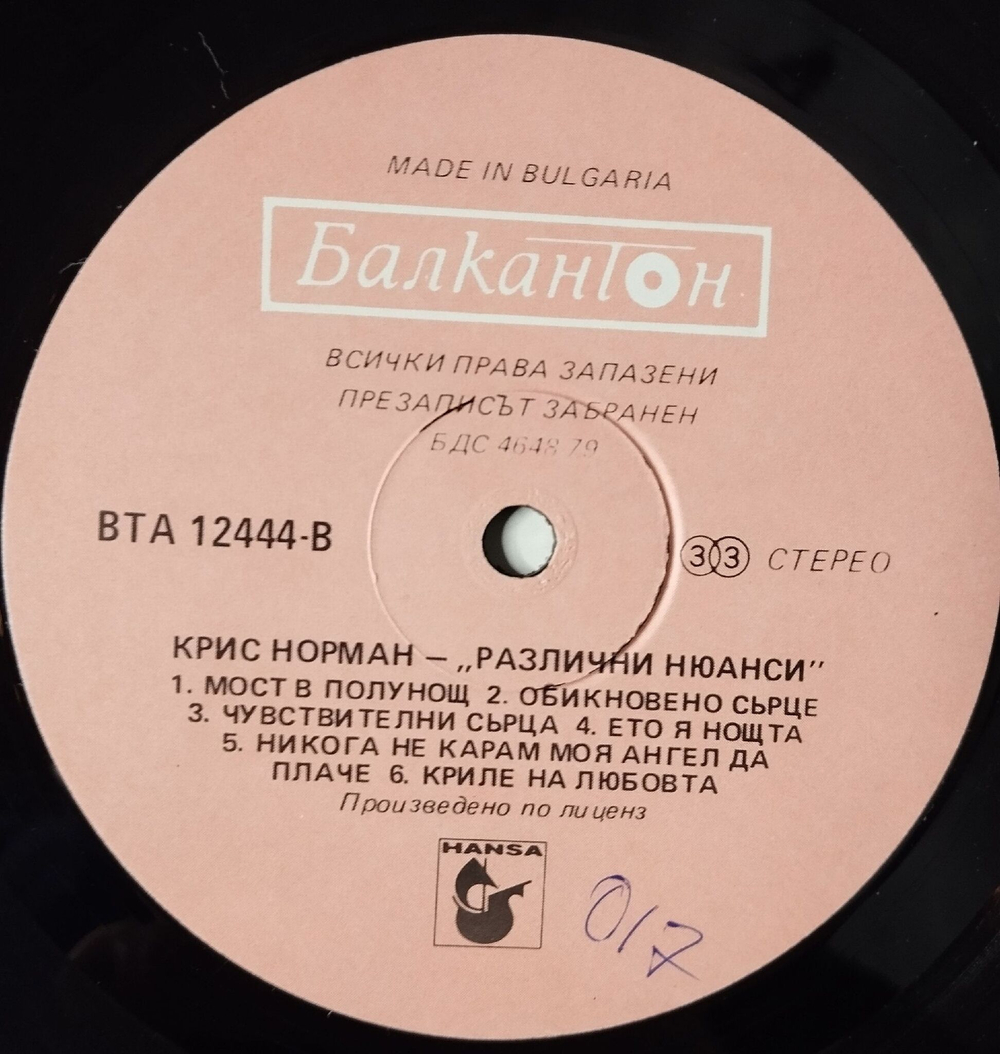 MADE IN BULGARIA
Балкантон
ВСИЧКИ ПРАВА ЗАПАЗЕНИ
ПРЕЗАПИСЪТ ЗАБРАНЕН
БДС 4648 79
ВТА 12444-В
33 СТЕРЕО
КРИС НОРМАН – „РАЗЛИЧНИ НЮАНСИ”
1. МОСТ В ПОЛУНОЩ 2. ОБИКНОВЕНО СЪРЦЕ
3. ЧУВСТВИТЕЛНИ СЪРЦА 4. ЕТО Я НОЩТА
5. НИКОГА НЕ КАРАМ МОЯ АНГЕЛ ДА
ПЛАЧЕ 6. КРИЛЕ НА ЛЮБОВТА
Произведено по лиценз
HANSA
017